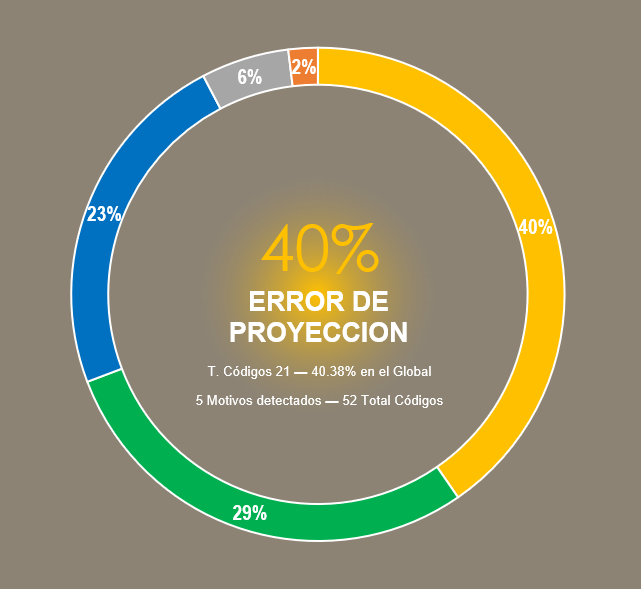 2%
6%
23%
40%
40%
ERROR DE
PROYECCION
T. Códigos 21 — 40.38% en el Global
5 Motivos detectados — 52 Total Códigos
29%